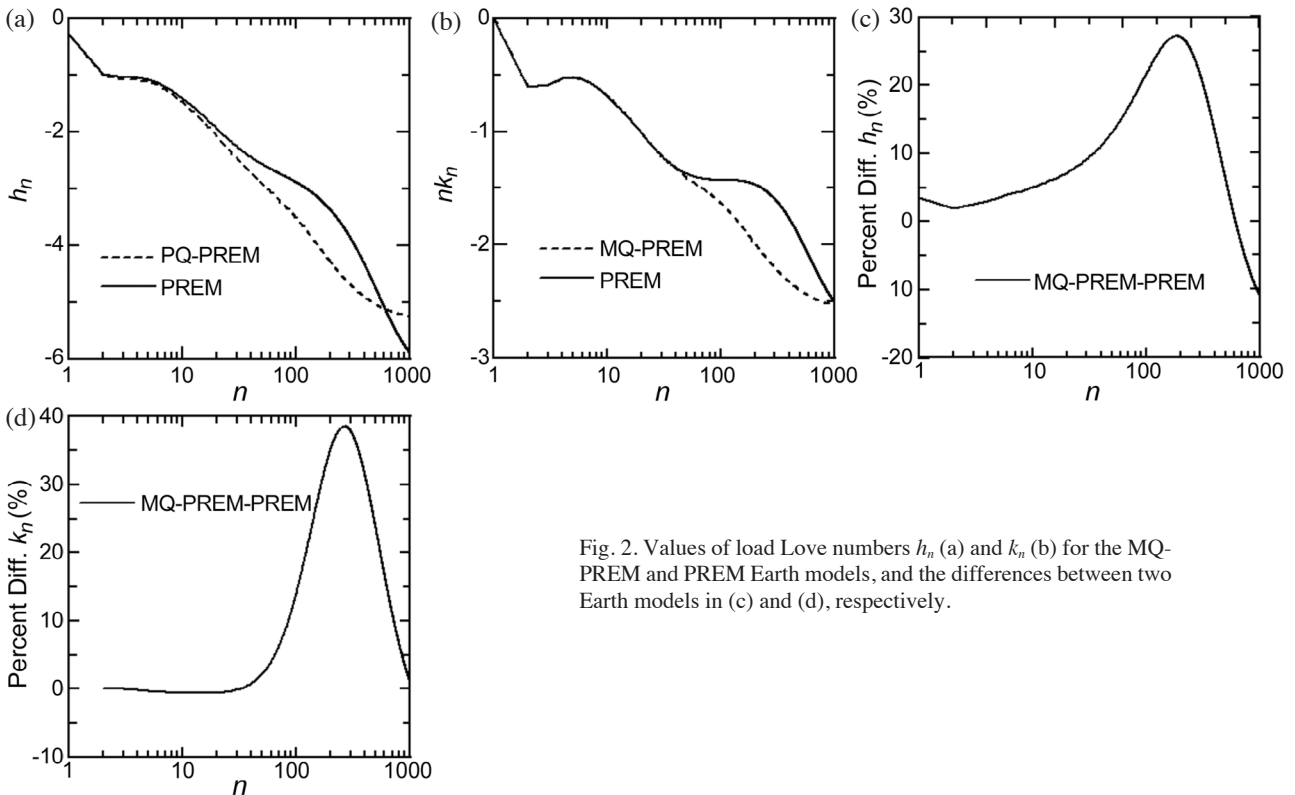 (a)
0
-2
-4
-6
h_n
PQ-PREM
PREM
1 10 100 1000
n
(b)
0
-1
-2
-3
nk_n
MQ-PREM
PREM
1 10 100 1000
n
(c)
30
20
10
0
10
-20
Percent Diff. h_n (%)
MQ-PREM-PREM
1 10 100 1000
n
(d)
40
30
20
10
0
-10
Percent Diff. k_n (%)
MQ-PREM-PREM
1 10 100 1000
n
Fig. 2. Values of load Love numbers h_n (a) and k_n (b) for the MQ-
PREM and PREM Earth models, and the differences between two
Earth models in (c) and (d), respectively.